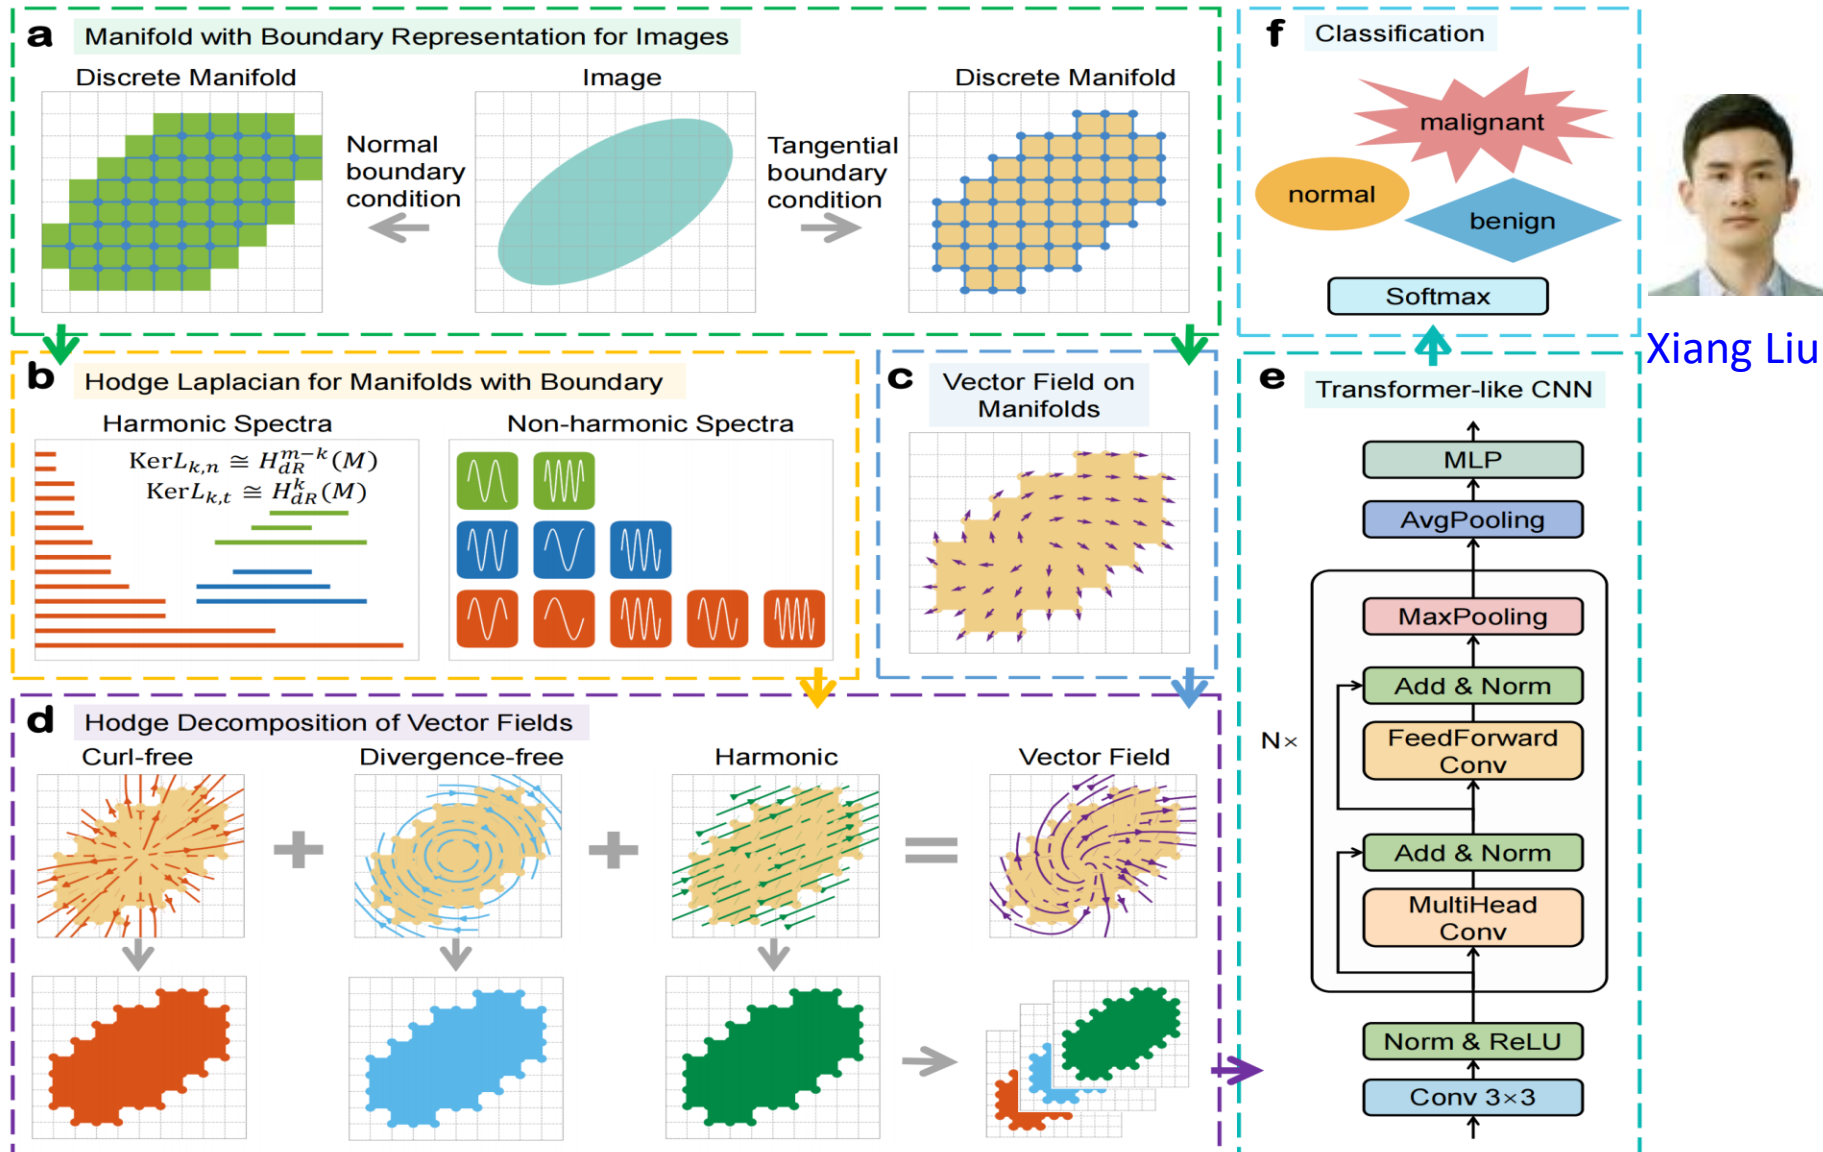 a Manifold with Boundary Representation for Images
Discrete Manifold
Image
Discrete Manifold
Normal
boundary
condition
Tangential
boundary
condition
b Hodge Laplacian for Manifolds with Boundary
Harmonic Spectra
KerL_{k,n} ≅ H_{dR}^{m−k}(M)
KerL_{k,t} ≅ H_{dR}^{k}(M)
Non-harmonic Spectra
c Vector Field on
Manifolds
d Hodge Decomposition of Vector Fields
Curl-free
Divergence-free
Harmonic
Vector Field
e Transformer-like CNN
MLP
AvgPooling
MaxPooling
Add & Norm
FeedForward
Conv
N×
Add & Norm
MultiHead
Conv
Norm & ReLU
Conv 3×3
f Classification
malignant
normal
benign
Softmax
Xiang Liu